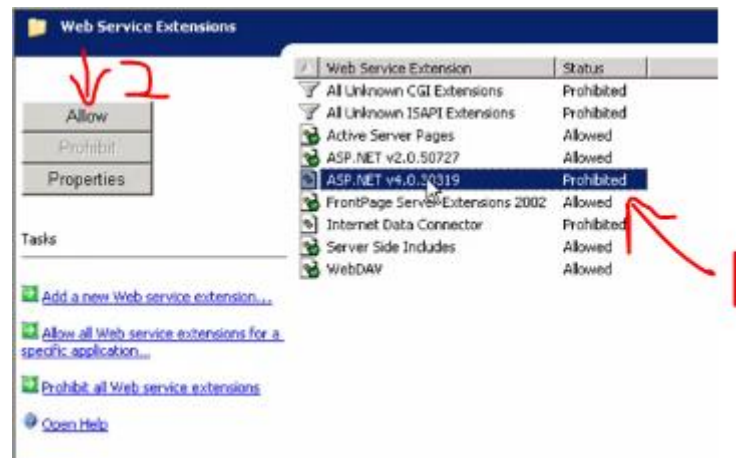 Web Service Extensions
2
Allow
Prohibit
Properties
Tasks
Add a new Web service extension...
Allow all Web service extensions for a
specific application...
Prohibit all Web service extensions
Open Help
Web Service Extension Status
All Unknown CGI Extensions Prohibited
All Unknown ISAPI Extensions Prohibited
Active Server Pages Allowed
ASP.NET v2.0.50727 Allowed
ASP.NET v4.0.30319 Prohibited
FrontPage Server Extensions 2002 Allowed
Internet Data Connector Prohibited
Server Side Includes Allowed
WebDAV Allowed